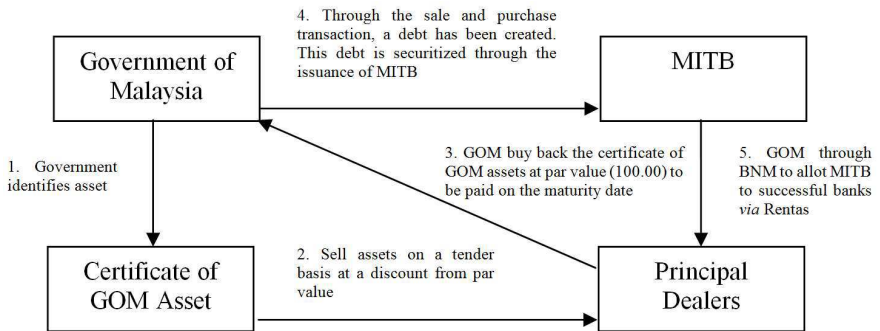 4. Through the sale and purchase
transaction, a debt has been created.
This debt is securitized through the
issuance of MITB
Government of
Malaysia
MITB
1. Government
identifies asset
3. GOM buy back the certificate of
GOM assets at par value (100.00) to
be paid on the maturity date
5. GOM through
BNM to allot MITB
to successful banks
via Rentas
Certificate of
GOM Asset
2. Sell assets on a tender
basis at a discount from par
value
Principal
Dealers